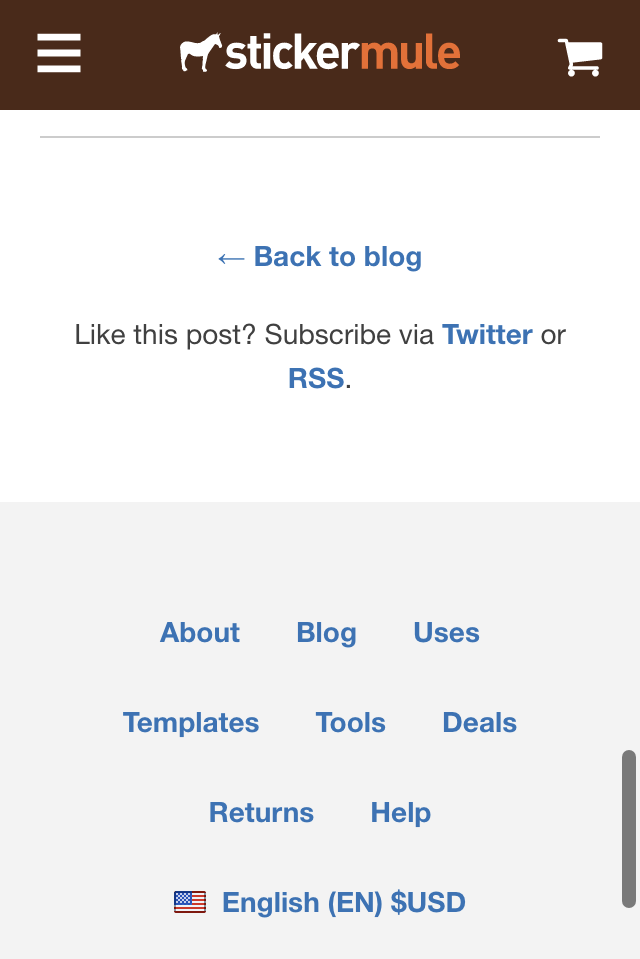 stickermule
← Back to blog
Like this post? Subscribe via Twitter or
RSS.
About Blog Uses
Templates Tools Deals
Returns Help
English (EN) $USD